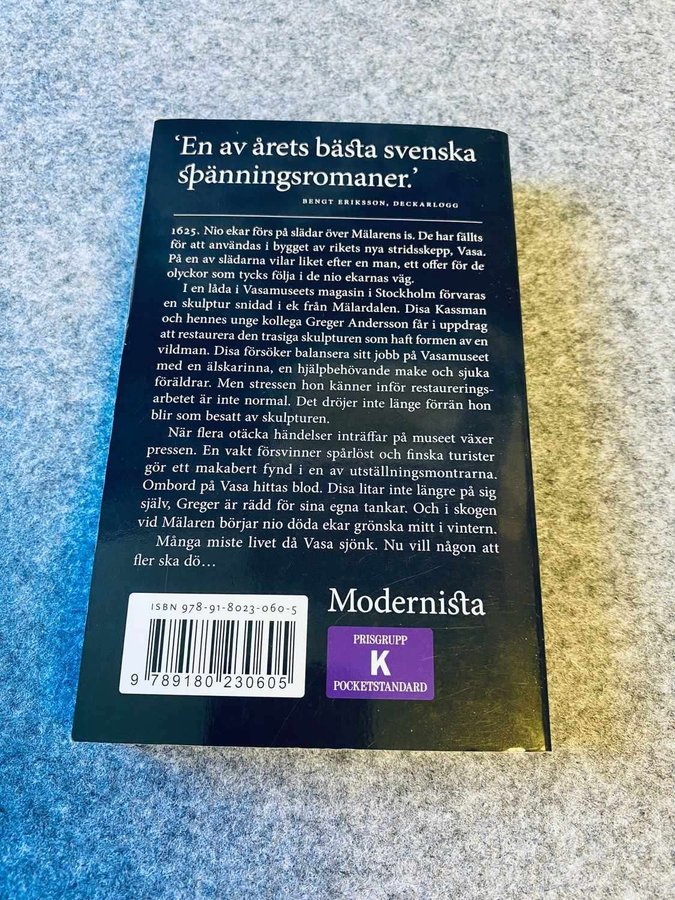 ‘En av årets bästa svenska
spänningsromaner.’
BENGT ERIKSSON, DECKARLOGG
1625. Nio ekar förs på slädar över Mälarens is. De har fällts
för att användas i bygget av rikets nya stridsskepp, Vasa.
På en av slädarna vilar liket efter en man, ett offer för de
olyckor som tycks följa i de nio ekarnas väg.
I en låda i Vasamuseets magasin i Stockholm förvaras
en skulptur snidad i ek från Mälardalen. Disa Kassman
och hennes unge kollega Greger Andersson får i uppdrag
att restaurera den trasiga skulpturen som haft formen av en
vildman. Disa försöker balansera sitt jobb på Vasamuseet
med en älskarinna, en hjälpbehövande make och sjuka
föräldrar. Men stressen hon känner inför restaurerings-
arbetet är inte normal. Det dröjer inte länge förrän hon
blir som besatt av skulpturen.
När flera otäcka händelser inträffar på museet växer
pressen. En vakt försvinner spårlöst och finska turister
gör ett makabert fynd i en av utställningsmontrarna.
Ombord på Vasa hittas blod. Disa litar inte längre på sig
själv, Greger är rädd för sina egna tankar. Och i skogen
vid Mälaren börjar nio döda ekar grönska mitt i vintern.
Många miste livet då Vasa sjönk. Nu vill någon att
fler ska dö…
ISBN 978-91-8023-060-5
9 789180 230605
Modernista
PRISGRUPP
K
POCKETSTANDARD